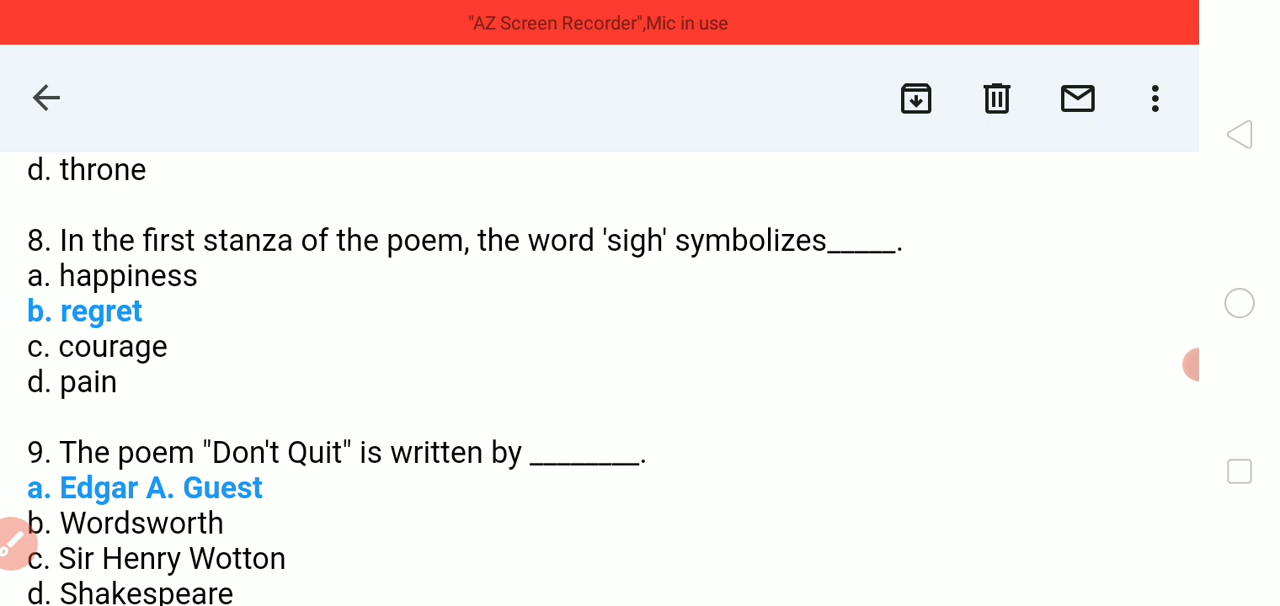 "AZ Screen Recorder",Mic in use
d. throne
8. In the first stanza of the poem, the word 'sigh' symbolizes_____.
a. happiness
b. regret
c. courage
d. pain
9. The poem "Don't Quit" is written by ________.
a. Edgar A. Guest
b. Wordsworth
c. Sir Henry Wotton
d. Shakespeare